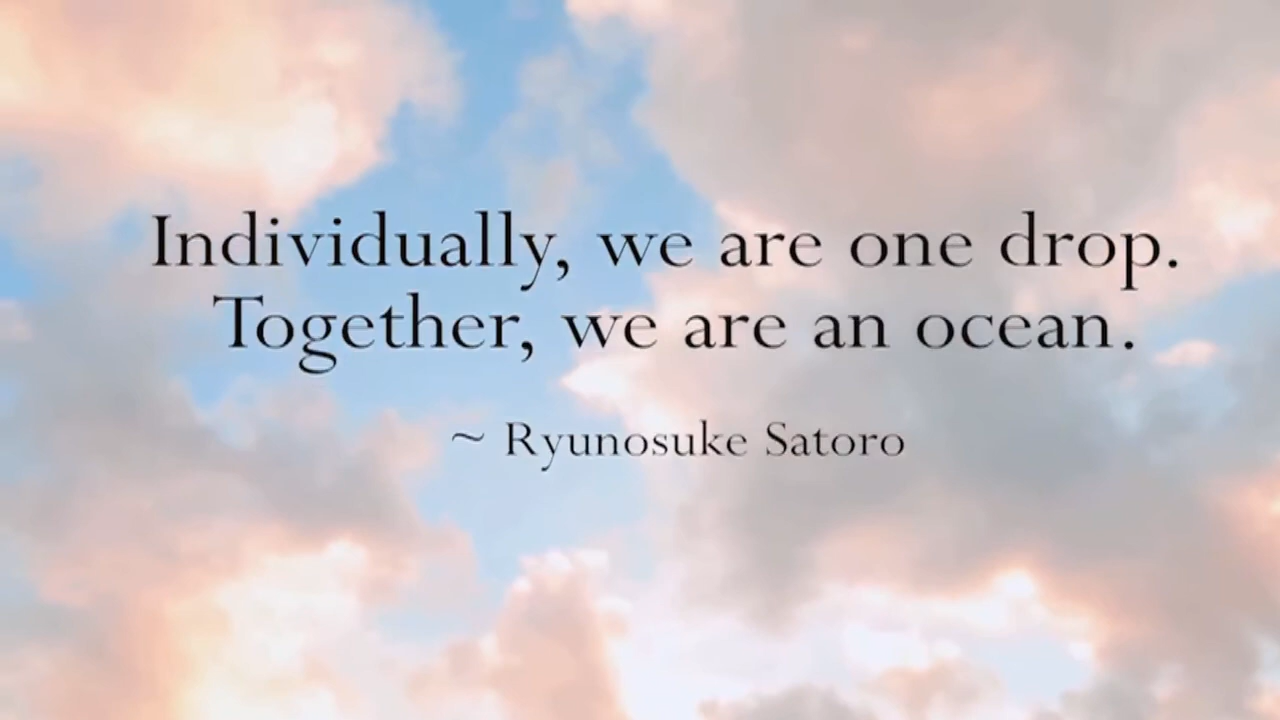 Individually, we are one drop.
Together, we are an ocean.
~ Ryunosuke Satoro